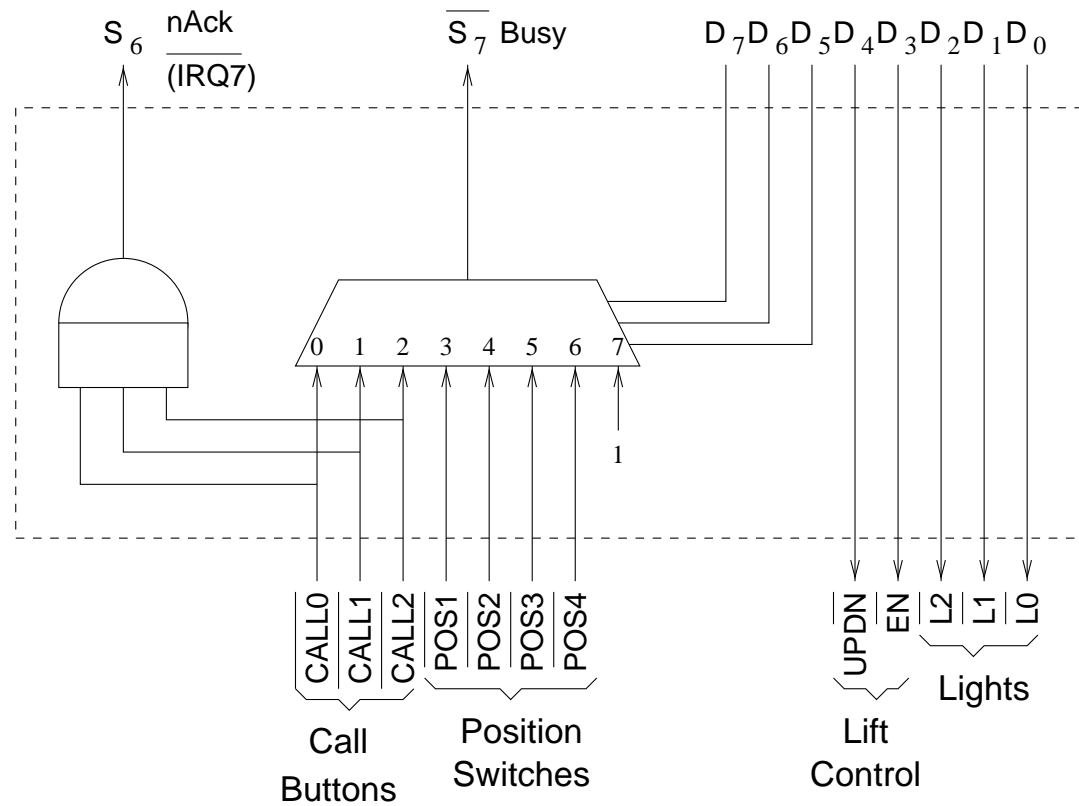 S6 nAck
(IRQ7)
S7 Busy
D7D6D5D4D3D2D1D0
0 1 2 3 4 5 6 7
1
CALL0
CALL1
CALL2
POS1
POS2
POS3
POS4
UPDN
EN
L2
L1
L0
Call
Buttons
Position
Switches
Lift
Control
Lights